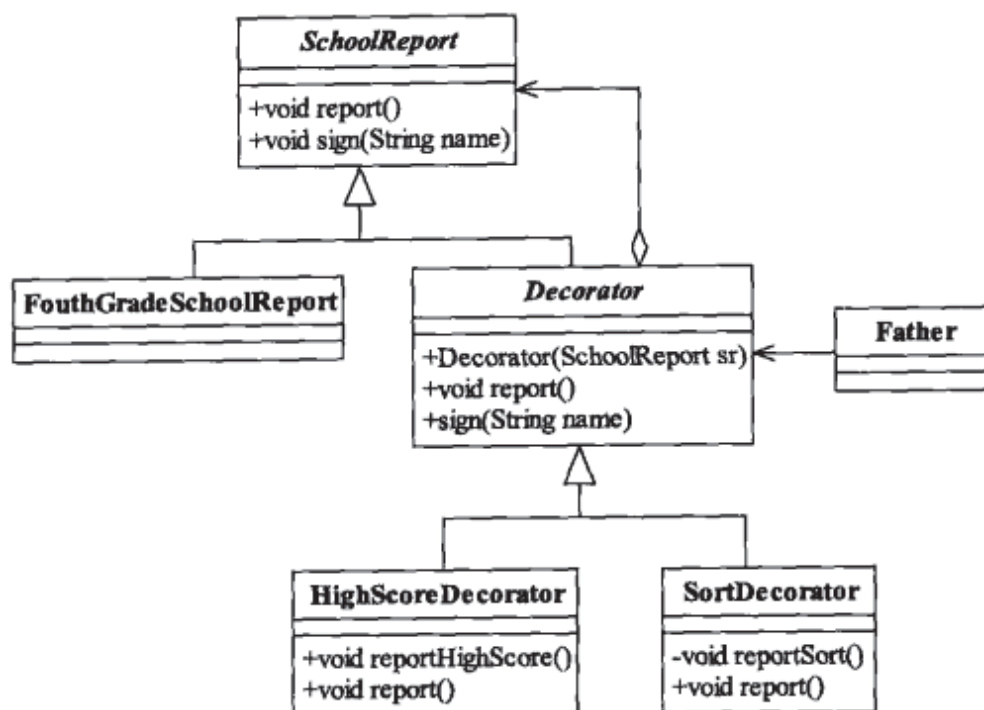 SchoolReport
+void report()
+void sign(String name)
FouthGradeSchoolReport
Decorator
+Decorator(SchoolReport sr)
+void report()
+sign(String name)
Father
HighScoreDecorator
+void reportHighScore()
+void report()
SortDecorator
-void reportSort()
+void report()